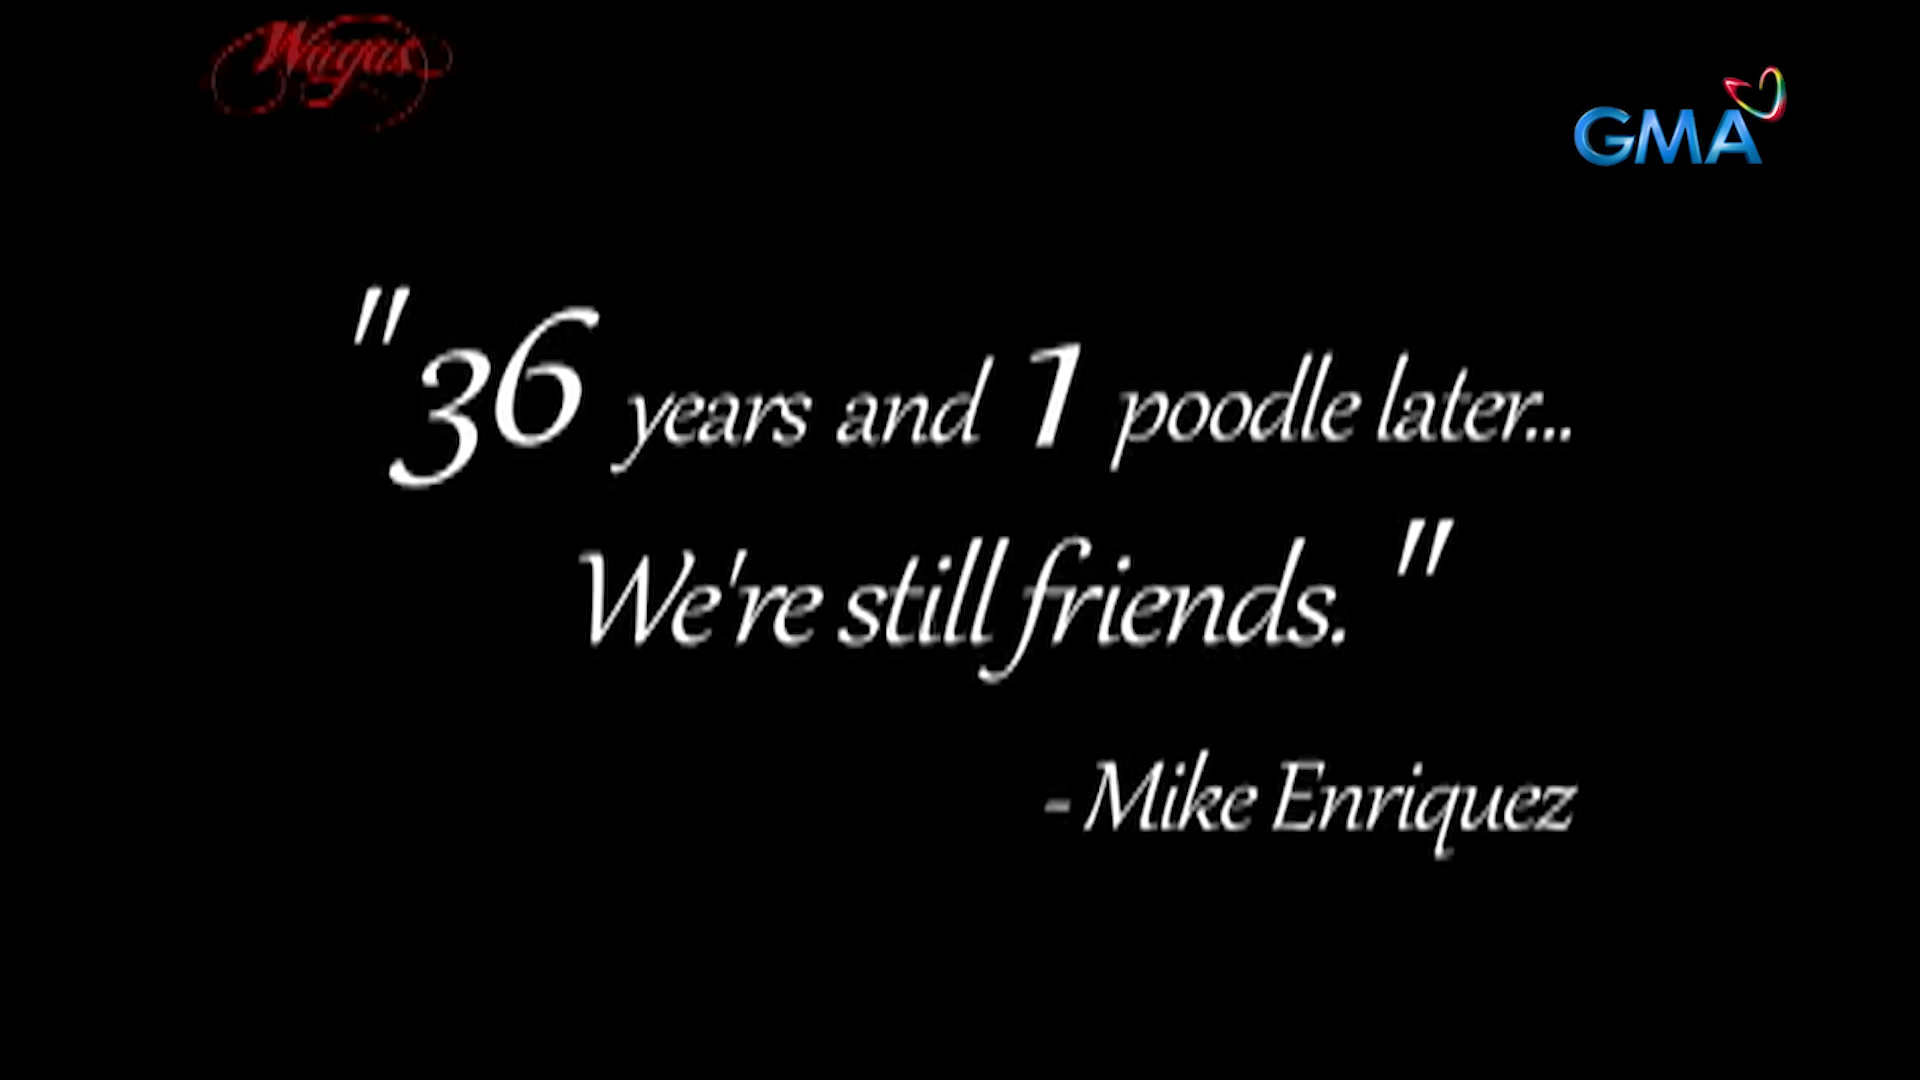 Wagas
GMA
"36 years and 1 poodle later...
We're still friends."
- Mike Enriquez